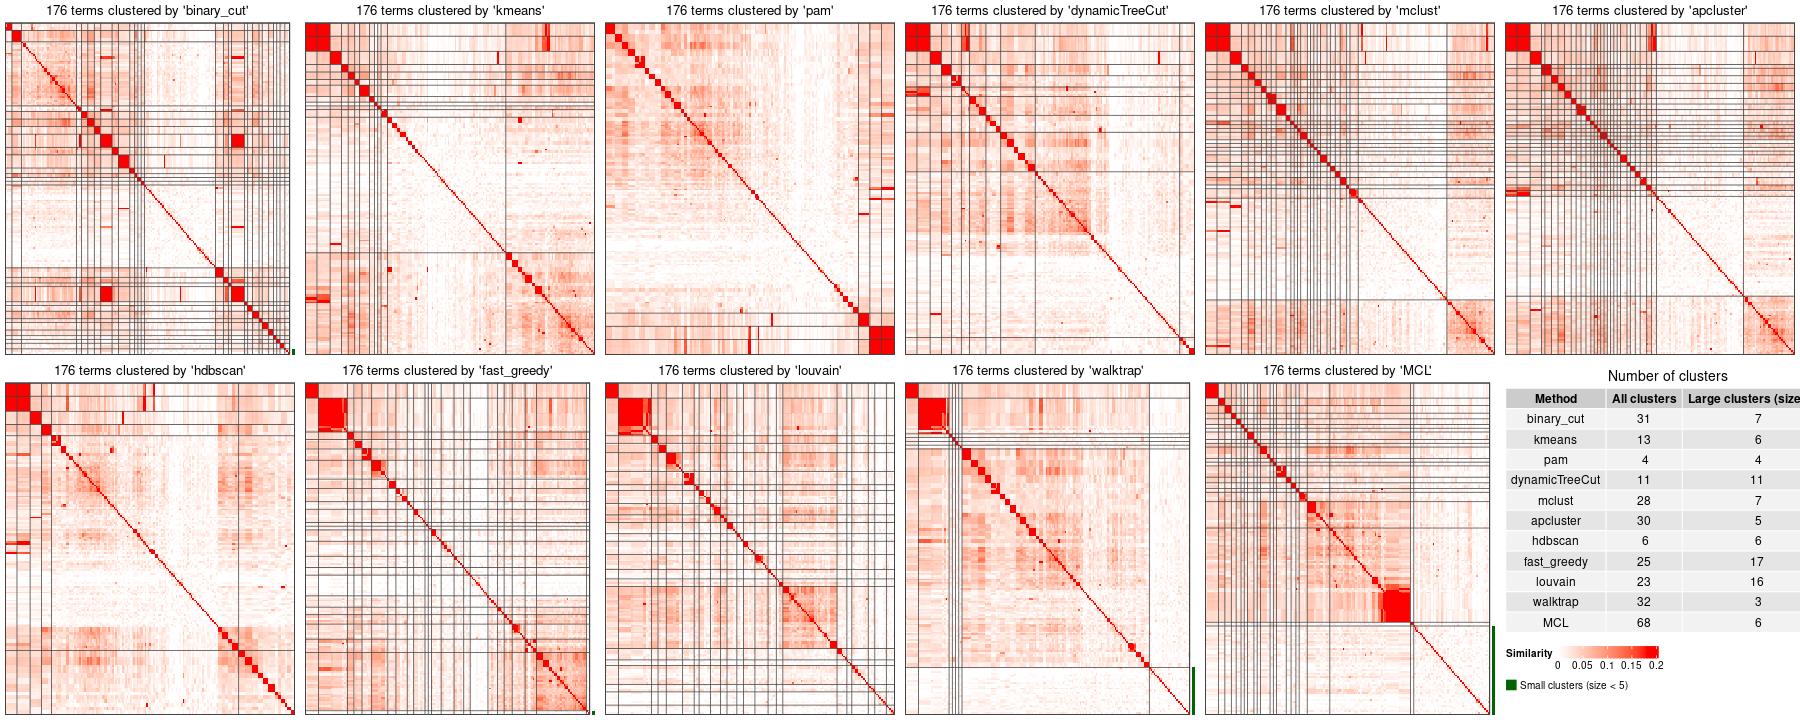 176 terms clustered by 'binary_cut'
176 terms clustered by 'kmeans'
176 terms clustered by 'pam'
176 terms clustered by 'dynamicTreeCut'
176 terms clustered by 'mclust'
176 terms clustered by 'apcluster'
176 terms clustered by 'hdbscan'
176 terms clustered by 'fast_greedy'
176 terms clustered by 'louvain'
176 terms clustered by 'walktrap'
176 terms clustered by 'MCL'
Number of clusters
Method All clusters Large clusters (size
binary_cut 31 7
kmeans 13 6
pam 4 4
dynamicTreeCut 11 11
mclust 28 7
apcluster 30 5
hdbscan 6 6
fast_greedy 25 17
louvain 23 16
walktrap 32 3
MCL 68 6
Similarity
0 0.05 0.1 0.15 0.2
Small clusters (size < 5)